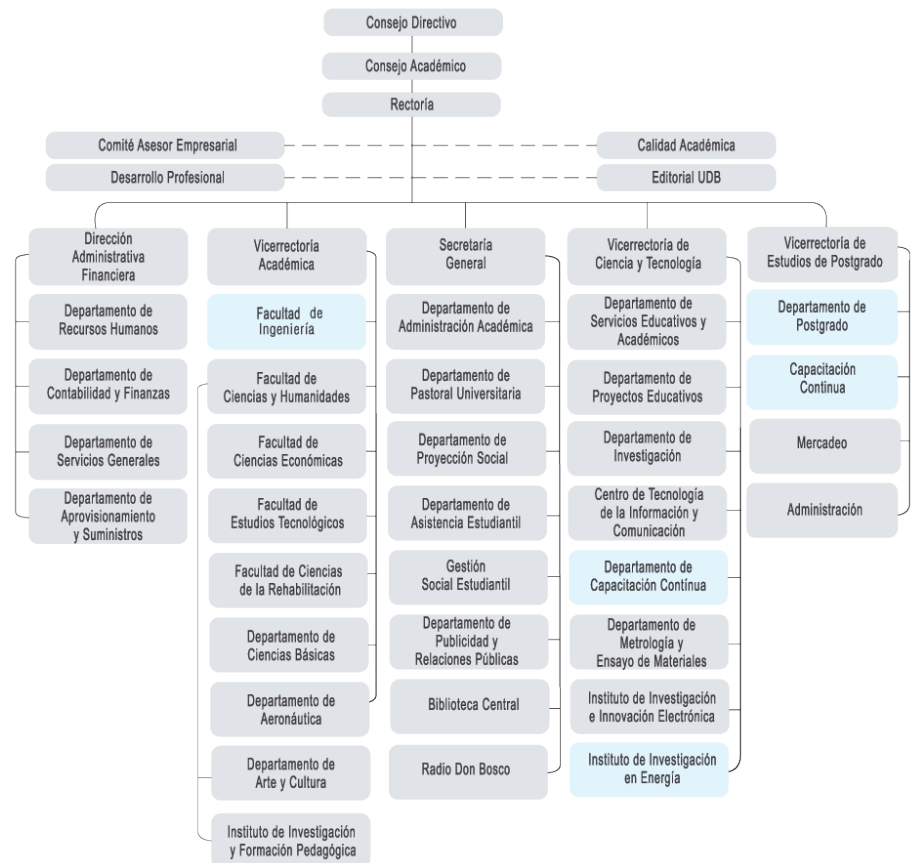 Consejo Directivo
Consejo Académico
Rectoría
Comité Asesor Empresarial
Calidad Académica
Desarrollo Profesional
Editorial UDB
Dirección
Administrativa
Financiera
Departamento de
Recursos Humanos
Departamento de
Contabilidad y Finanzas
Departamento de
Servicios Generales
Departamento de
Aprovisionamiento
y Suministros
Vicerrectoría
Académica
Facultad de
Ingeniería
Facultad de
Ciencias y Humanidades
Facultad de
Ciencias Económicas
Facultad de
Estudios Tecnológicos
Facultad de Ciencias
de la Rehabilitación
Departamento de
Ciencias Básicas
Departamento de
Aeronáutica
Departamento de
Arte y Cultura
Instituto de Investigación
y Formación Pedagógica
Secretaría
General
Departamento de
Administración Académica
Departamento de
Pastoral Universitaria
Departamento de
Proyección Social
Departamento de
Asistencia Estudiantil
Gestión
Social Estudiantil
Departamento de
Publicidad y
Relaciones Públicas
Biblioteca Central
Radio Don Bosco
Vicerrectoría de
Ciencia y Tecnología
Departamento de
Servicios Educativos y
Académicos
Departamento de
Proyectos Educativos
Departamento de
Investigación
Centro de Tecnología
de la Información y
Comunicación
Departamento de
Capacitación Contínua
Departamento de
Metrología y
Ensayo de Materiales
Instituto de Investigación
e Innovación Electrónica
Instituto de Investigación
en Energía
Vicerrectoría de
Estudios de Postgrado
Departamento de
Postgrado
Capacitación
Continua
Mercadeo
Administración